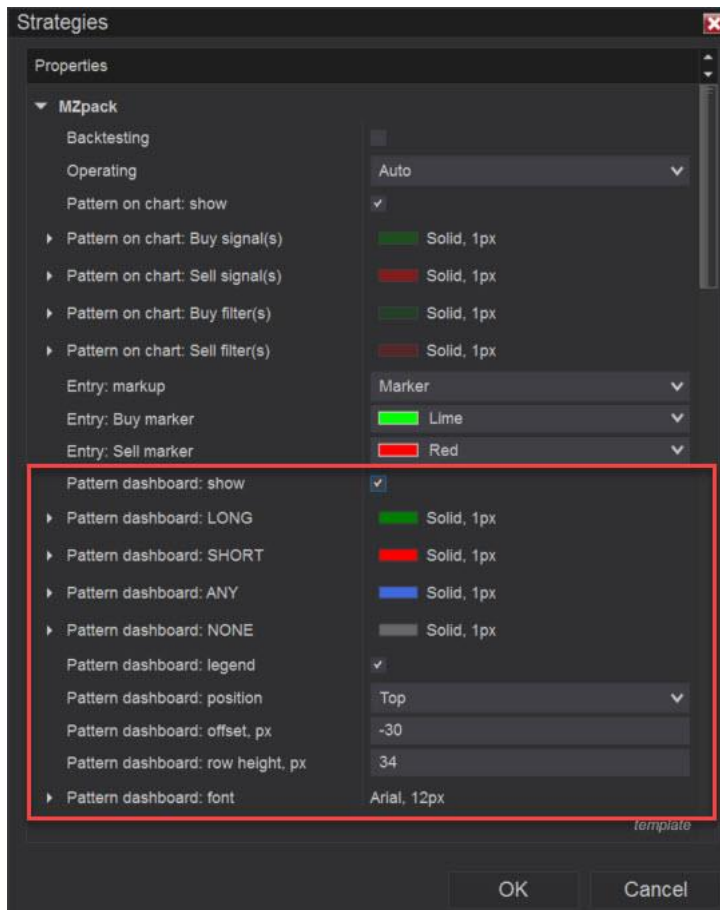 Strategies
Properties
MZpack
Backtesting
Operating Auto
Pattern on chart: show
Pattern on chart: Buy signal(s) Solid, 1px
Pattern on chart: Sell signal(s) Solid, 1px
Pattern on chart: Buy filter(s) Solid, 1px
Pattern on chart: Sell filter(s) Solid, 1px
Entry: markup Marker
Entry: Buy marker Lime
Entry: Sell marker Red
Pattern dashboard: show
Pattern dashboard: LONG Solid, 1px
Pattern dashboard: SHORT Solid, 1px
Pattern dashboard: ANY Solid, 1px
Pattern dashboard: NONE Solid, 1px
Pattern dashboard: legend
Pattern dashboard: position Top
Pattern dashboard: offset, px -30
Pattern dashboard: row height, px 34
Pattern dashboard: font Arial, 12px
template
OK Cancel